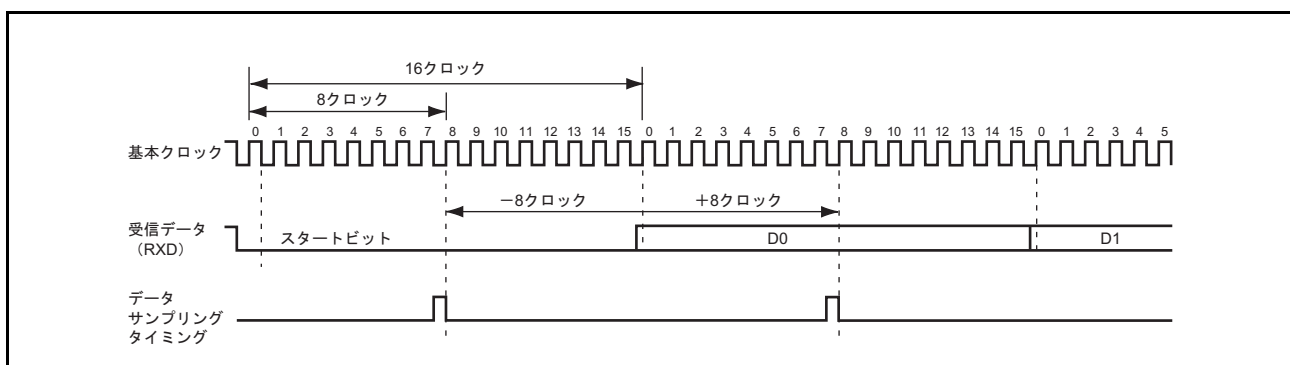 16クロック
8クロック
0 1 2 3 4 5 6 7 8 9 10 11 12 13 14 15 0 1 2 3 4 5 6 7 8 9 10 11 12 13 14 15 0 1 2 3 4 5
基本クロック
−8クロック +8クロック
受信データ
(RXD)
スタートビット D0 D1
データ
サンプリング
タイミング